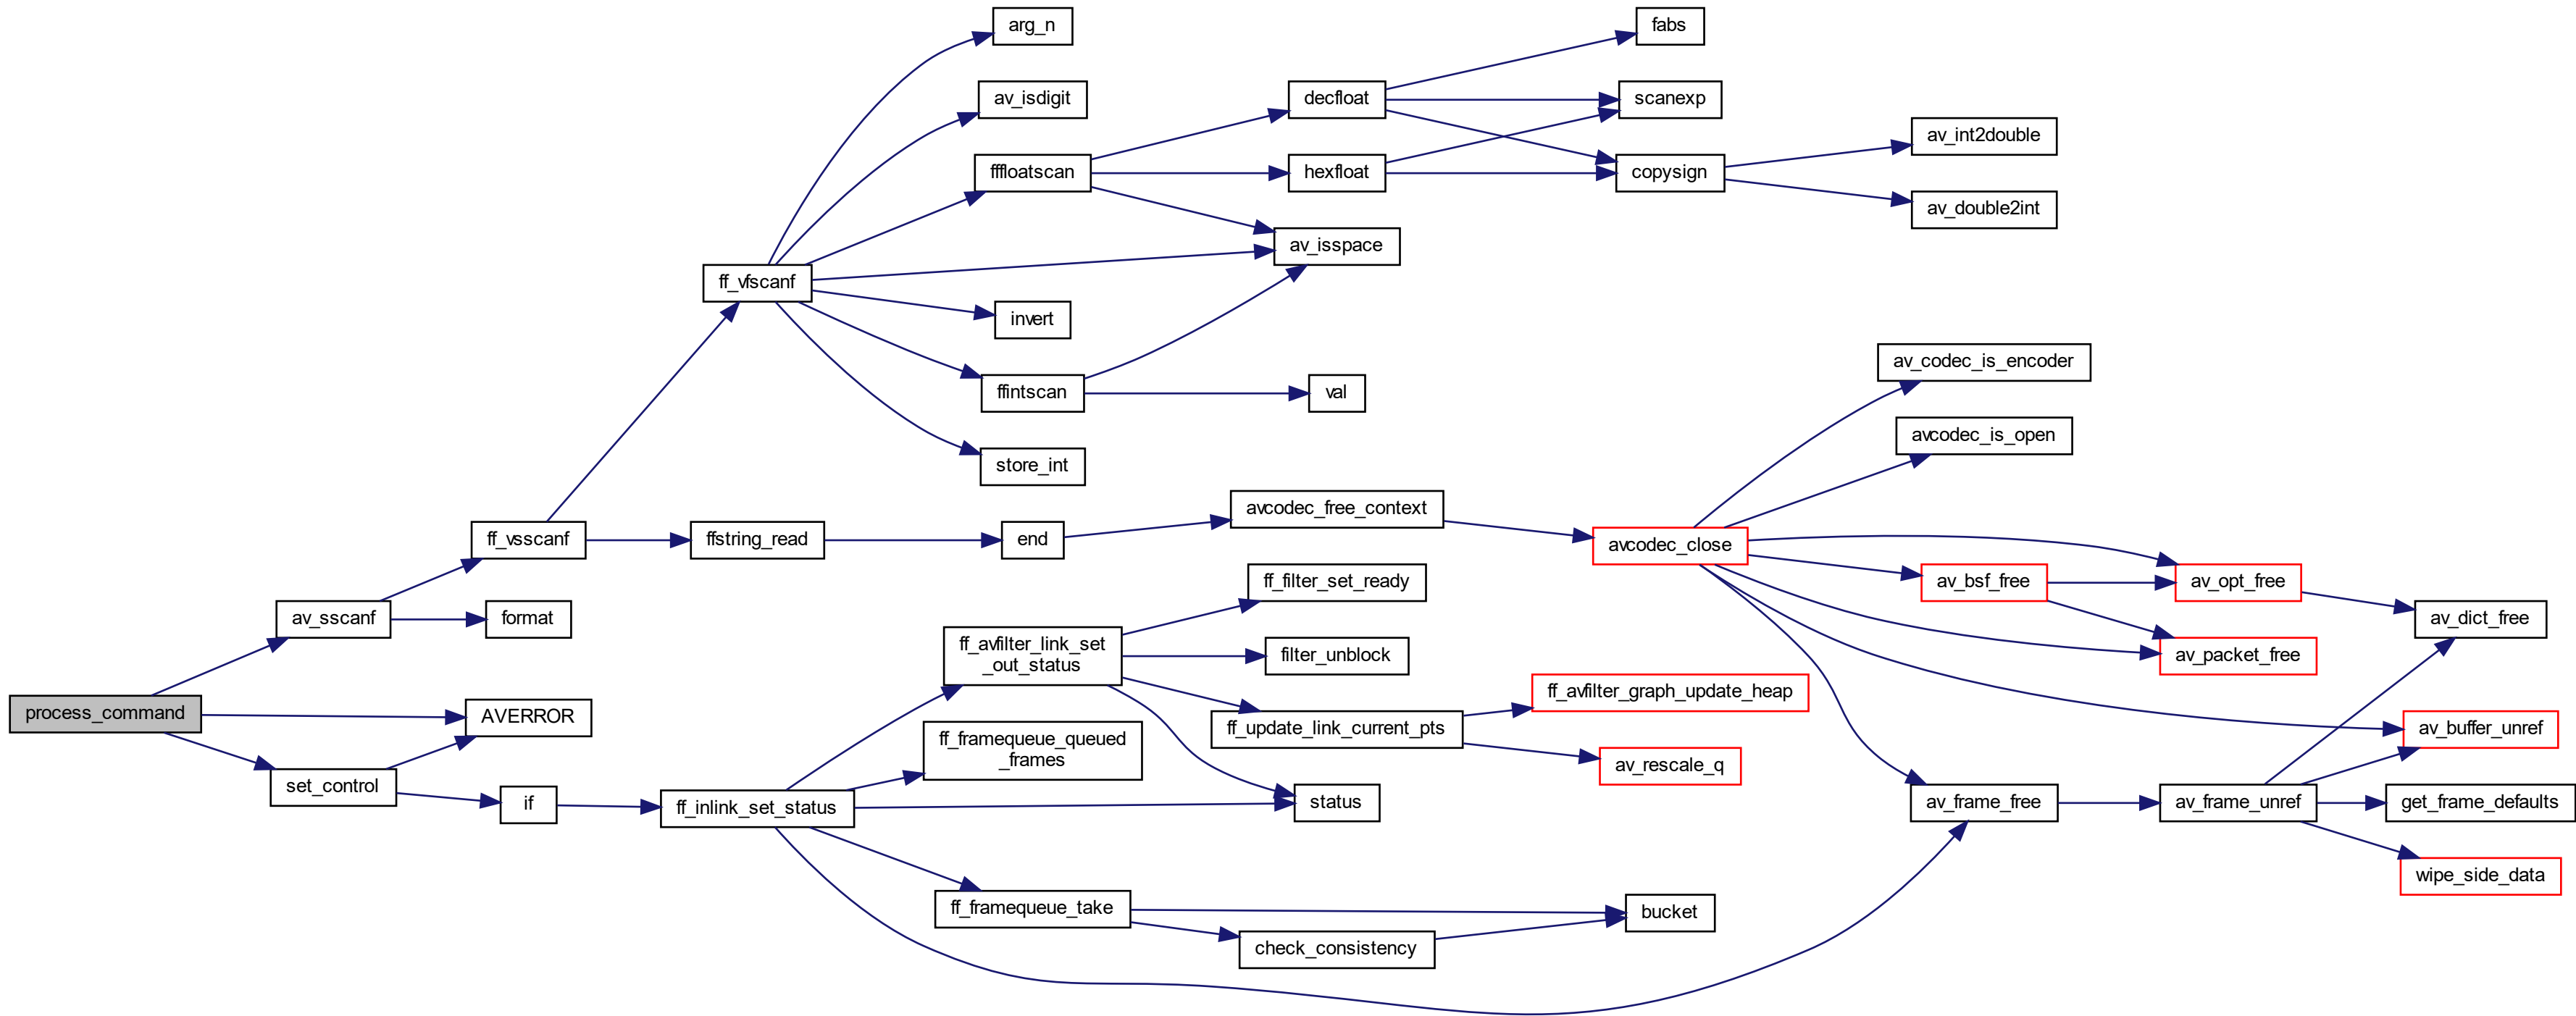 arg_n
fabs
av_isdigit
decfloat
scanexp
av_int2double
fffloatscan
hexfloat
copysign
av_double2int
av_isspace
ff_vfscanf
invert
av_codec_is_encoder
ffintscan
val
avcodec_is_open
store_int
avcodec_free_context
ff_vsscanf
ffstring_read
end
avcodec_close
ff_filter_set_ready
av_bsf_free
av_opt_free
av_sscanf
format
av_dict_free
ff_avfilter_link_set
_out_status
filter_unblock
av_packet_free
ff_avfilter_graph_update_heap
process_command
AVERROR
ff_update_link_current_pts
av_buffer_unref
ff_framequeue_queued
_frames
av_rescale_q
set_control
if
ff_inlink_set_status
status
av_frame_free
av_frame_unref
get_frame_defaults
wipe_side_data
ff_framequeue_take
bucket
check_consistency